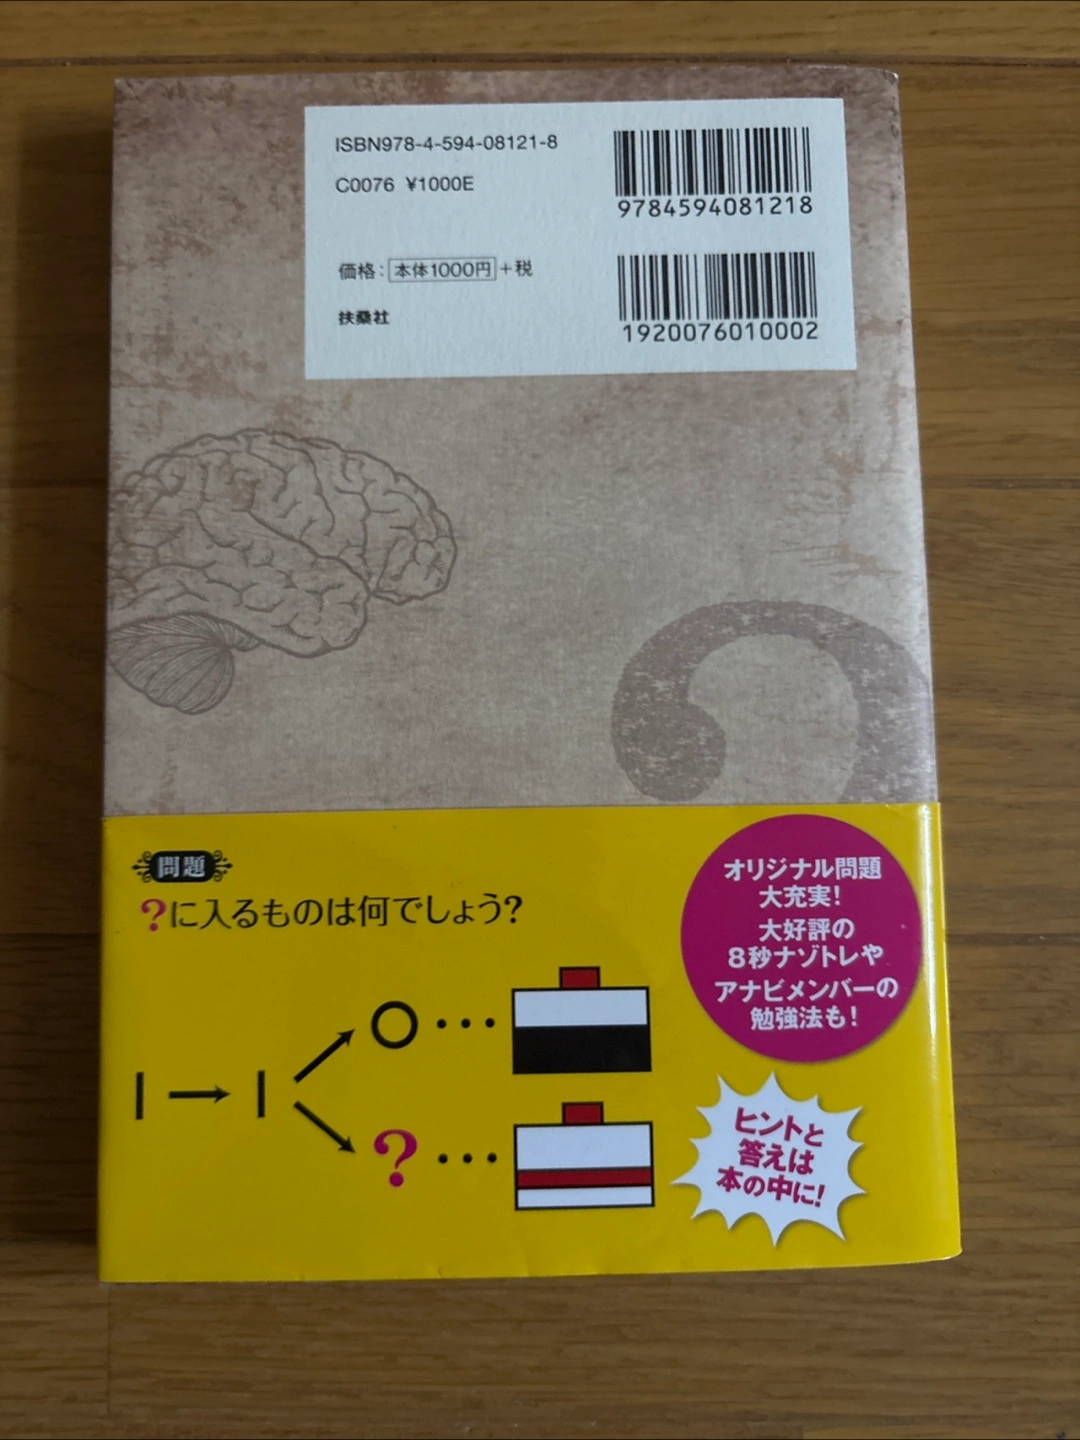 ISBN978-4-594-08121-8
C0076 ¥1000E
9784594081218
価格：本体1000円+税
扶桑社
1920076010002
問題
?に入るものは何でしょう?
オリジナル問題
大充実!
大好評の
8秒ナゾトレや
アナビメンバーの
勉強法も!
?
ヒントと
答えは
本の中に!